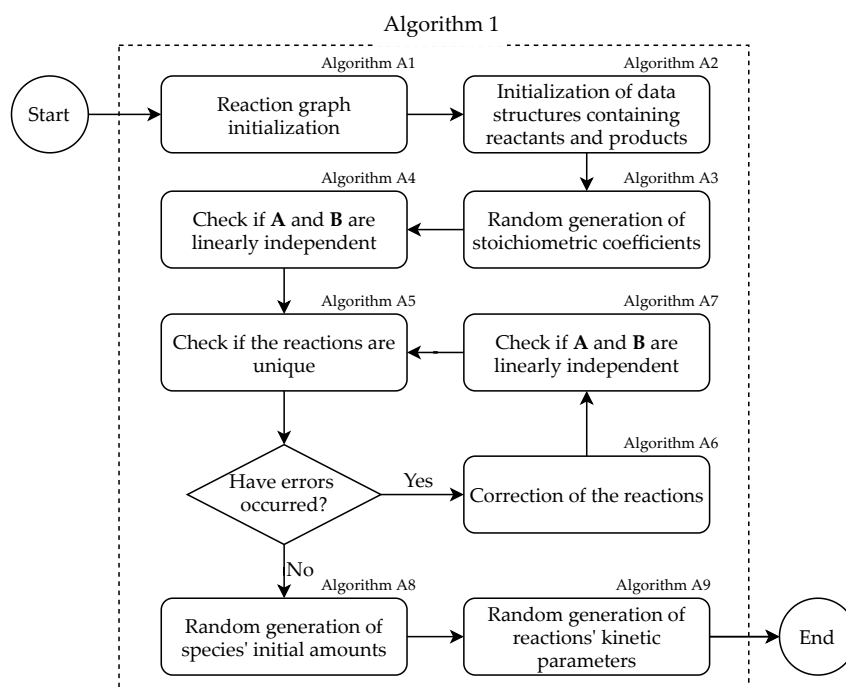 Algorithm 1
Algorithm A1
Algorithm A2
Start
Reaction graph
initialization
Initialization of data
structures containing
reactants and products
Algorithm A4
Algorithm A3
Check if A and B are
linearly independent
Random generation of
stoichiometric coefficients
Algorithm A5
Algorithm A7
Check if the reactions are
unique
Check if A and B are
linearly independent
Algorithm A6
Have errors
occurred?
Yes
Correction of the reactions
No
Algorithm A8
Algorithm A9
Random generation of
species' initial amounts
Random generation of
reactions' kinetic
parameters
End